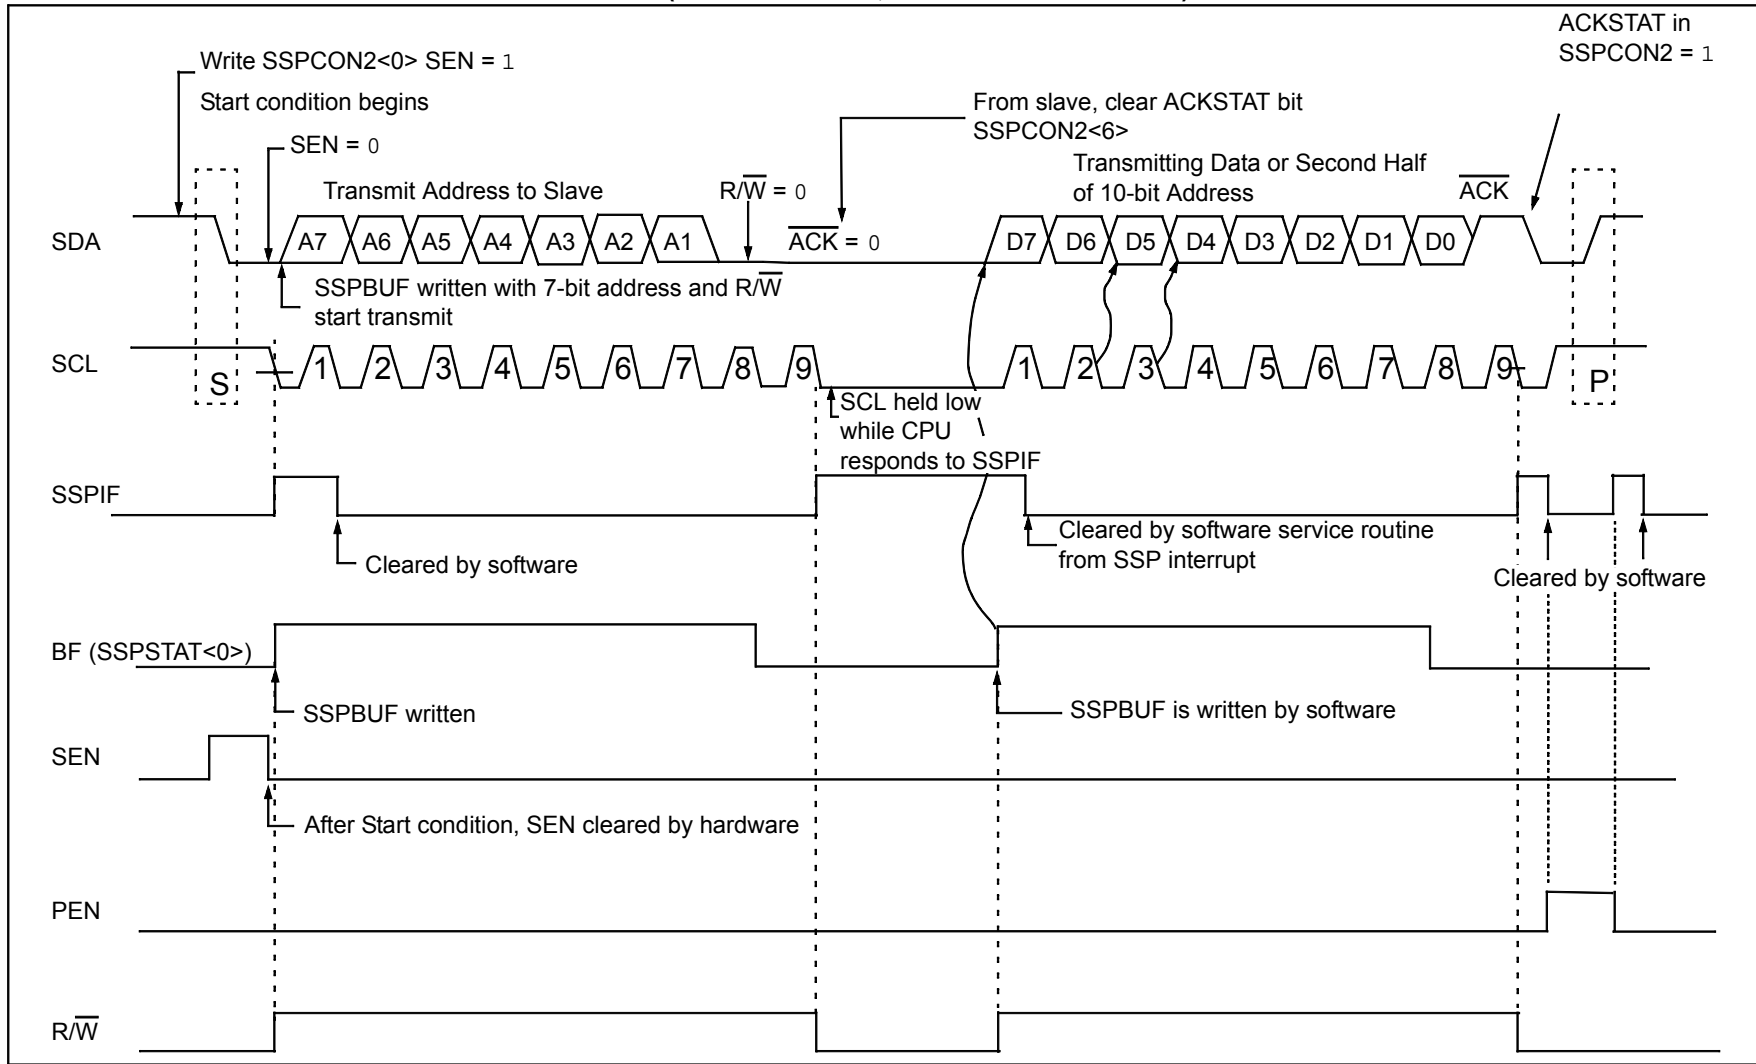 ACKSTAT in
SSPCON2 = 1
Write SSPCON2<0> SEN = 1
Start condition begins
From slave, clear ACKSTAT bit
SSPCON2<6>
SEN = 0
Transmit Address to Slave
R/W̅ = 0
Transmitting Data or Second Half
of 10-bit Address
A̅C̅K̅
SDA
A7 A6 A5 A4 A3 A2 A1
A̅C̅K̅ = 0
D7 D6 D5 D4 D3 D2 D1 D0
SSPBUF written with 7-bit address and R/W̅
start transmit
SCL
S
1 2 3 4 5 6 7 8 9
1 2 3 4 5 6 7 8 9
P
SCL held low
while CPU
responds to SSPIF
SSPIF
Cleared by software
Cleared by software service routine
from SSP interrupt
Cleared by software
BF (SSPSTAT<0>)
SSPBUF written
SSPBUF is written by software
SEN
After Start condition, SEN cleared by hardware
PEN
R/W̅